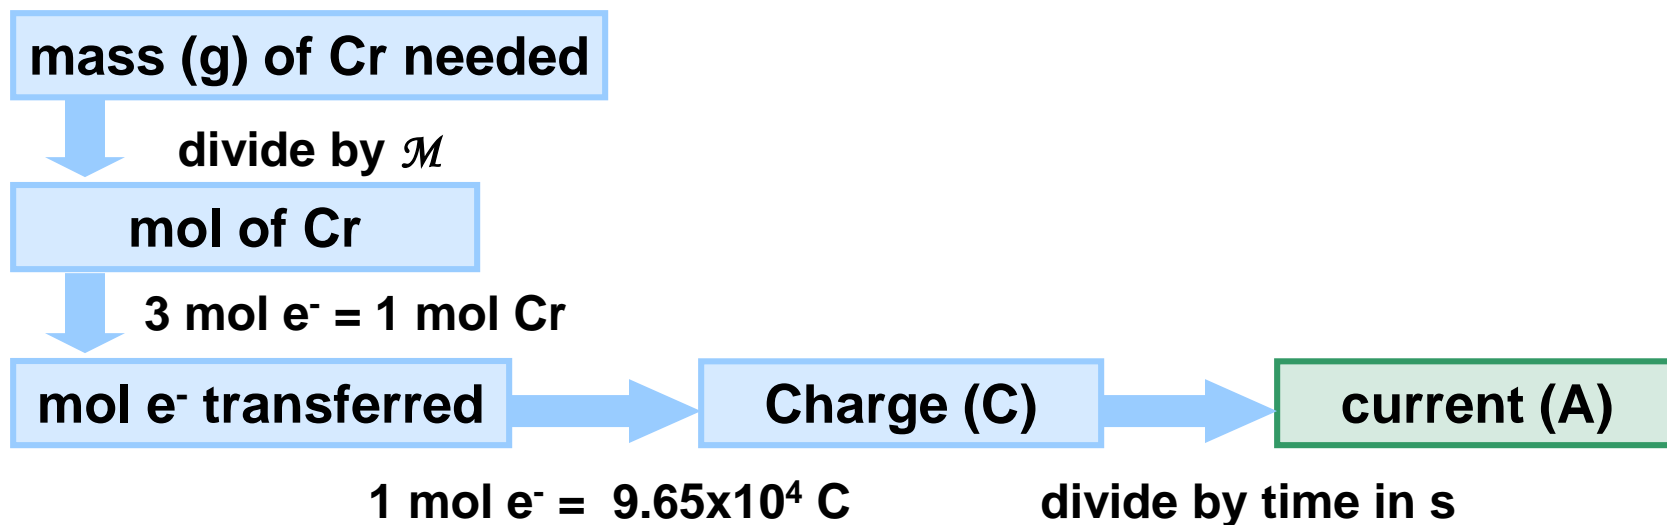 mass (g) of Cr needed
divide by ℳ
mol of Cr
3 mol e⁻ = 1 mol Cr
mol e⁻ transferred
Charge (C)
current (A)
1 mol e⁻ = 9.65x10⁴ C
divide by time in s